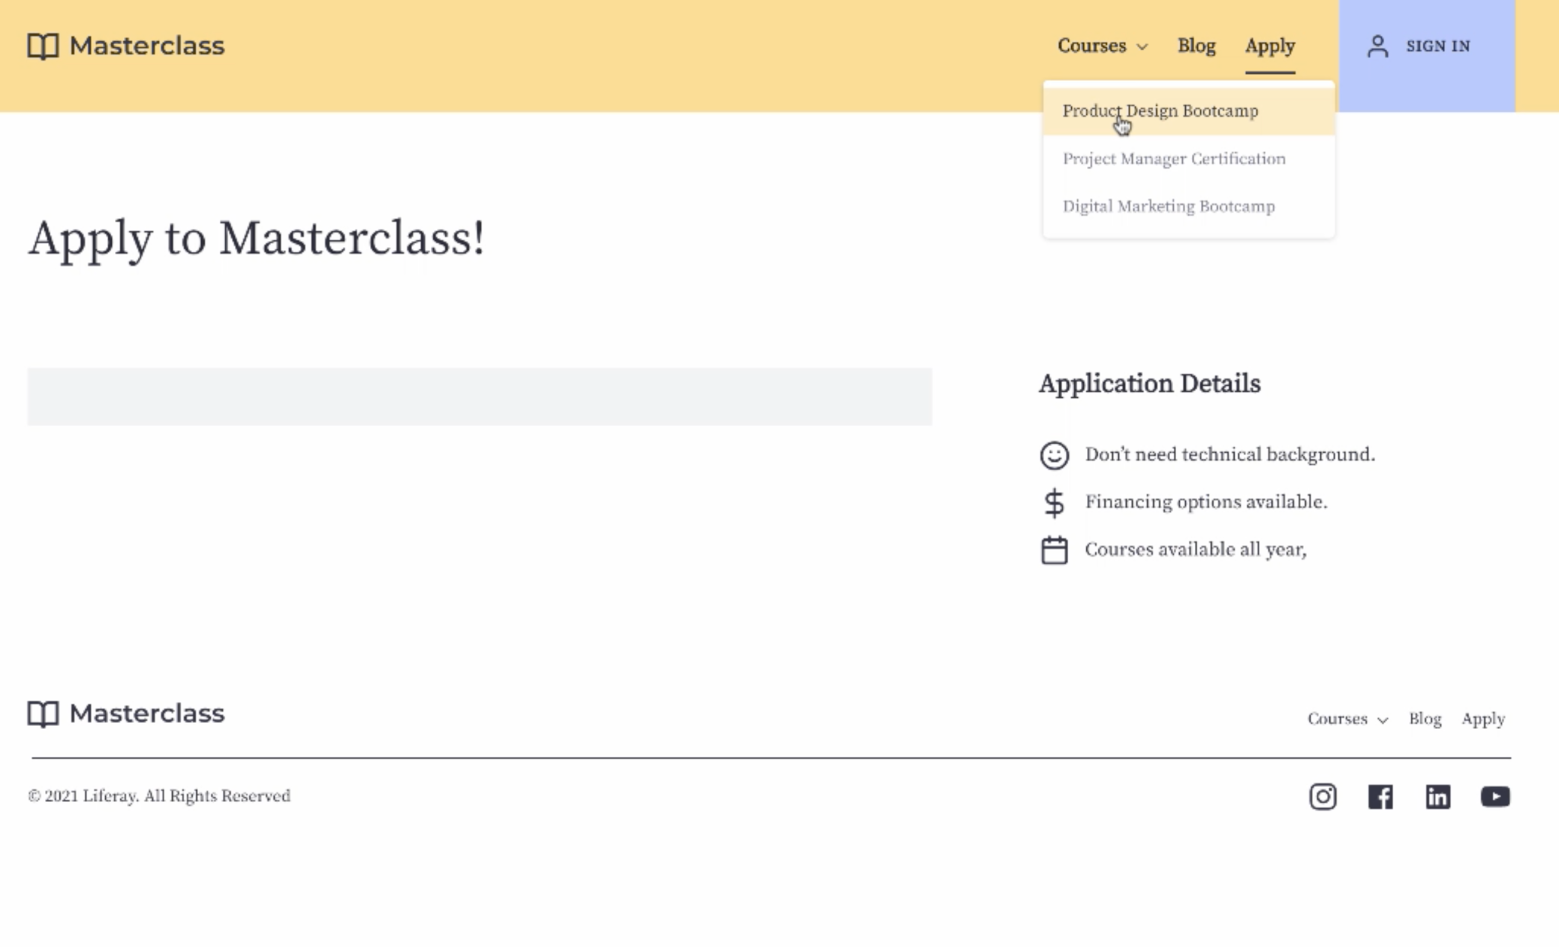 Masterclass
Courses Blog Apply SIGN IN
Product Design Bootcamp
Project Manager Certification
Digital Marketing Bootcamp
Apply to Masterclass!
Application Details
Don't need technical background.
Financing options available.
Courses available all year,
Masterclass
Courses Blog Apply
© 2021 Liferay. All Rights Reserved